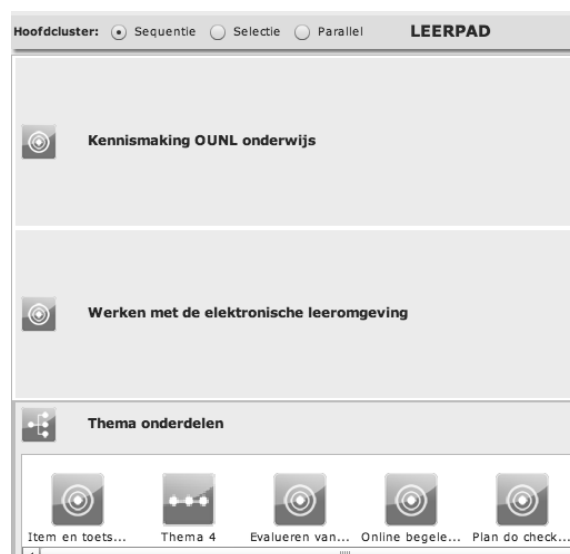 Hoofdcluster: Sequentie Selectie Parallel LEERPAD
Kennismaking OUNL onderwijs
Werken met de elektronische leeromgeving
Thema onderdelen
Item en toets... Thema 4 Evalueren van... Online begele... Plan do check...